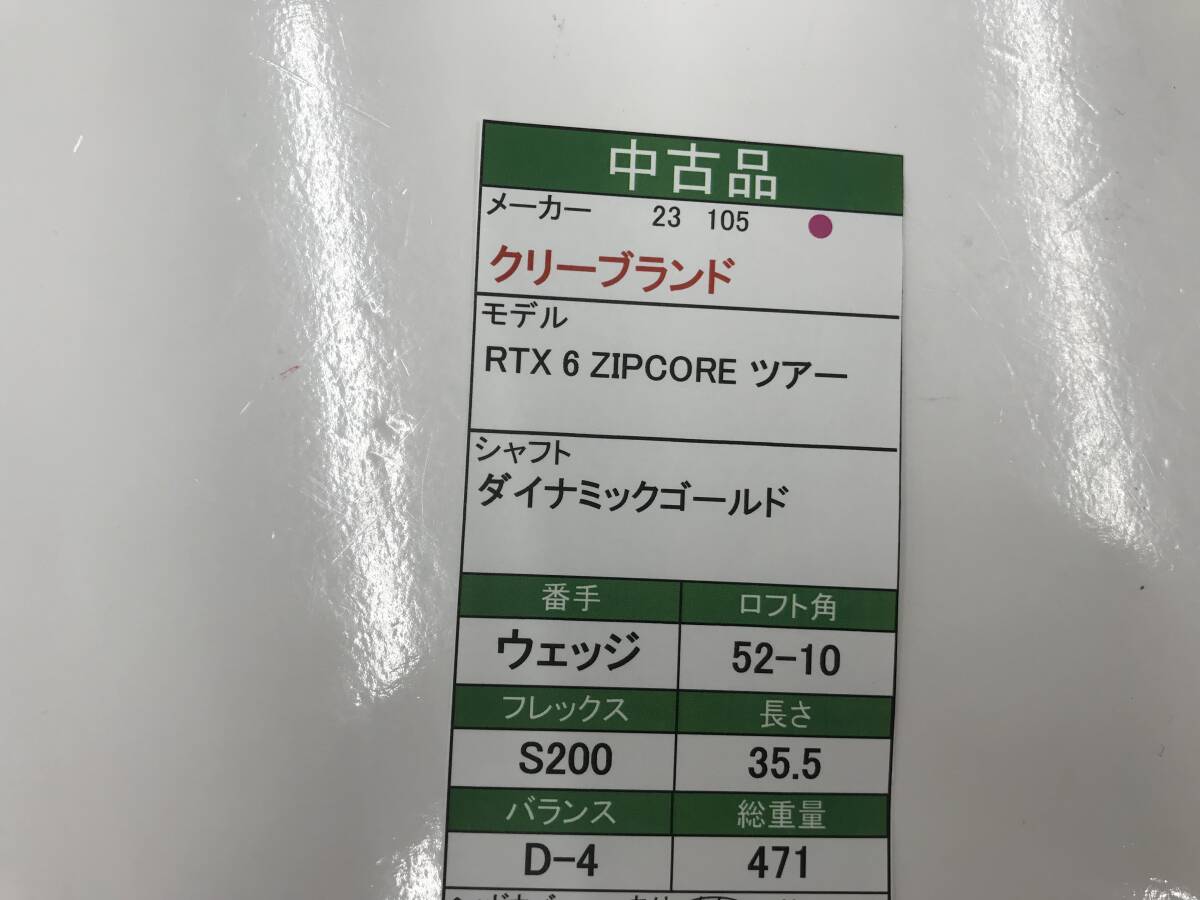 中古品
メーカー 23 105
クリーブランド
モデル
RTX 6 ZIPCORE ツアー
シャフト
ダイナミックゴールド
番手 ロフト角
ウェッジ 52-10
フレックス 長さ
S200 35.5
バランス 総重量
D-4 471